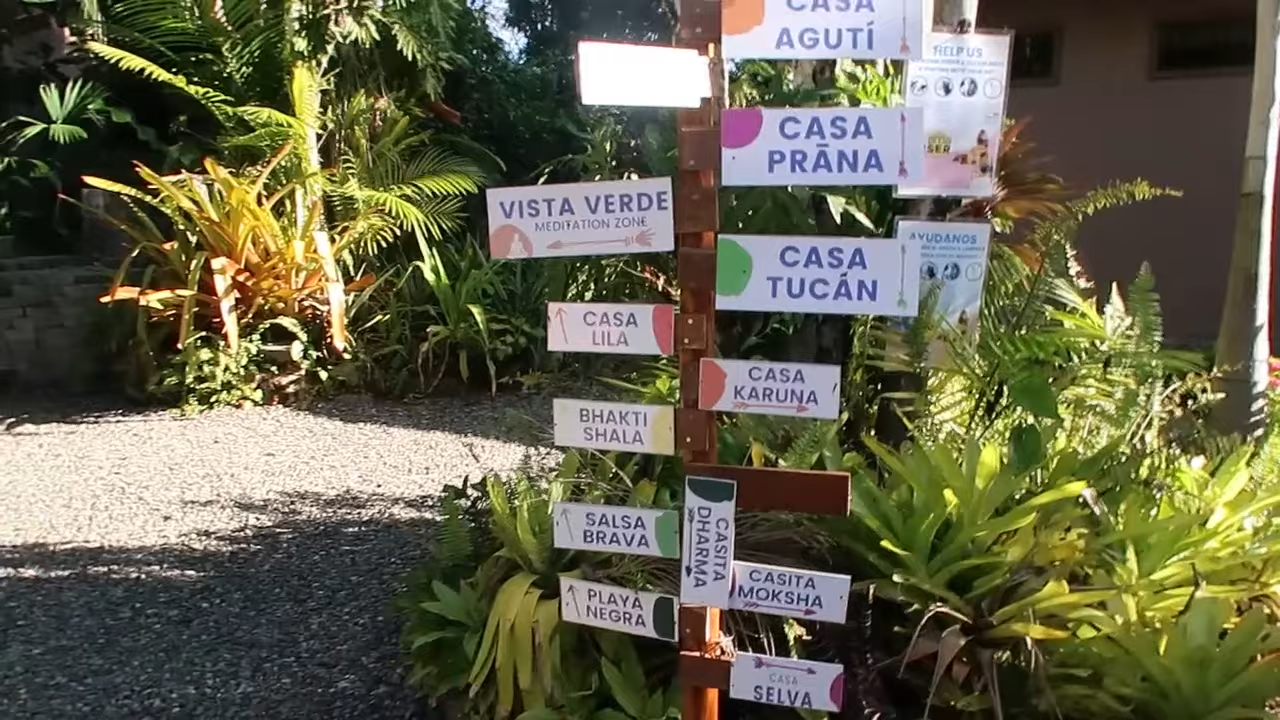 CASA
AGUTÍ
HELP US
CASA
PRĀNA
VISTA VERDE
MEDITATION ZONE
CASA
TUCÁN
AYUDANOS
CASA
LILA
CASA
KARUNA
BHAKTI
SHALA
SALSA
BRAVA
CASITA
DHARMA
CASITA
MOKSHA
PLAYA
NEGRA
CASA
SELVA